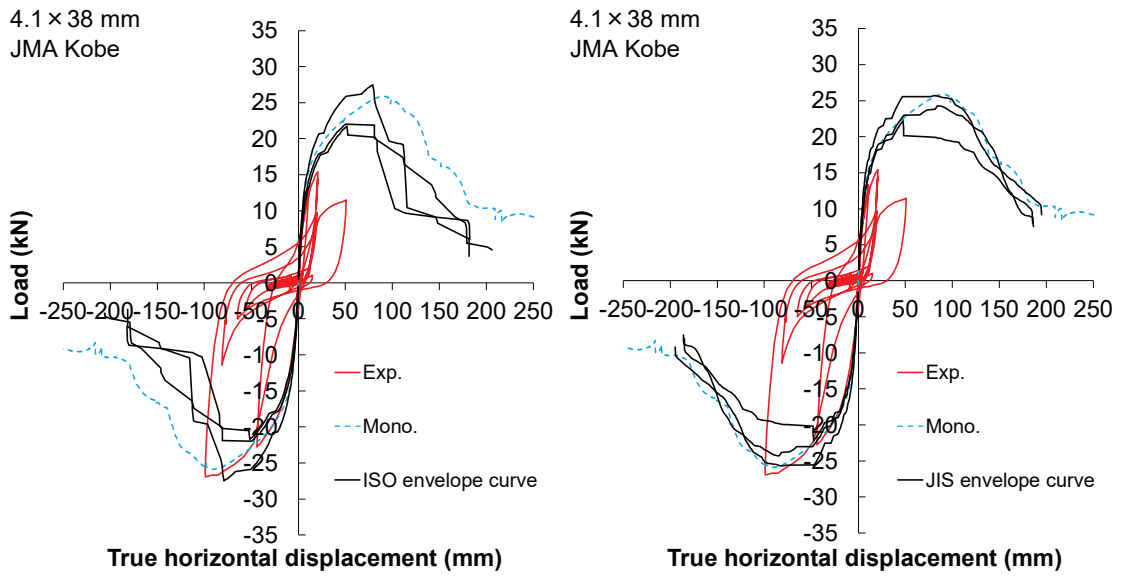 4.1×38 mm
JMA Kobe
35
30
25
20
15
10
5
0
-5
-10
-15
-20
-25
-30
-35
-250 -200 -150 -100 -50 0 50 100 150 200 250
Load (kN)
Exp.
Mono.
ISO envelope curve
True horizontal displacement (mm)
4.1×38 mm
JMA Kobe
35
30
25
20
15
10
5
0
-5
-10
-15
-20
-25
-30
-35
-250 -200 -150 -100 -50 0 50 100 150 200 250
Load (kN)
Exp.
Mono.
JIS envelope curve
True horizontal displacement (mm)